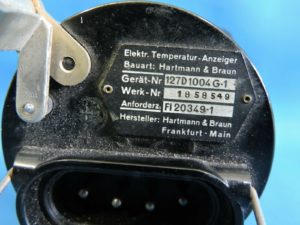 Elektr. Temperatur-Anzeiger
Bauart: Hartmann & Braun
Gerät-Nr 127D1004G-1
Werk-Nr 1858549
Anforderz. Fl 20349-1
Hersteller: Hartmann & Braun
Frankfurt-Main